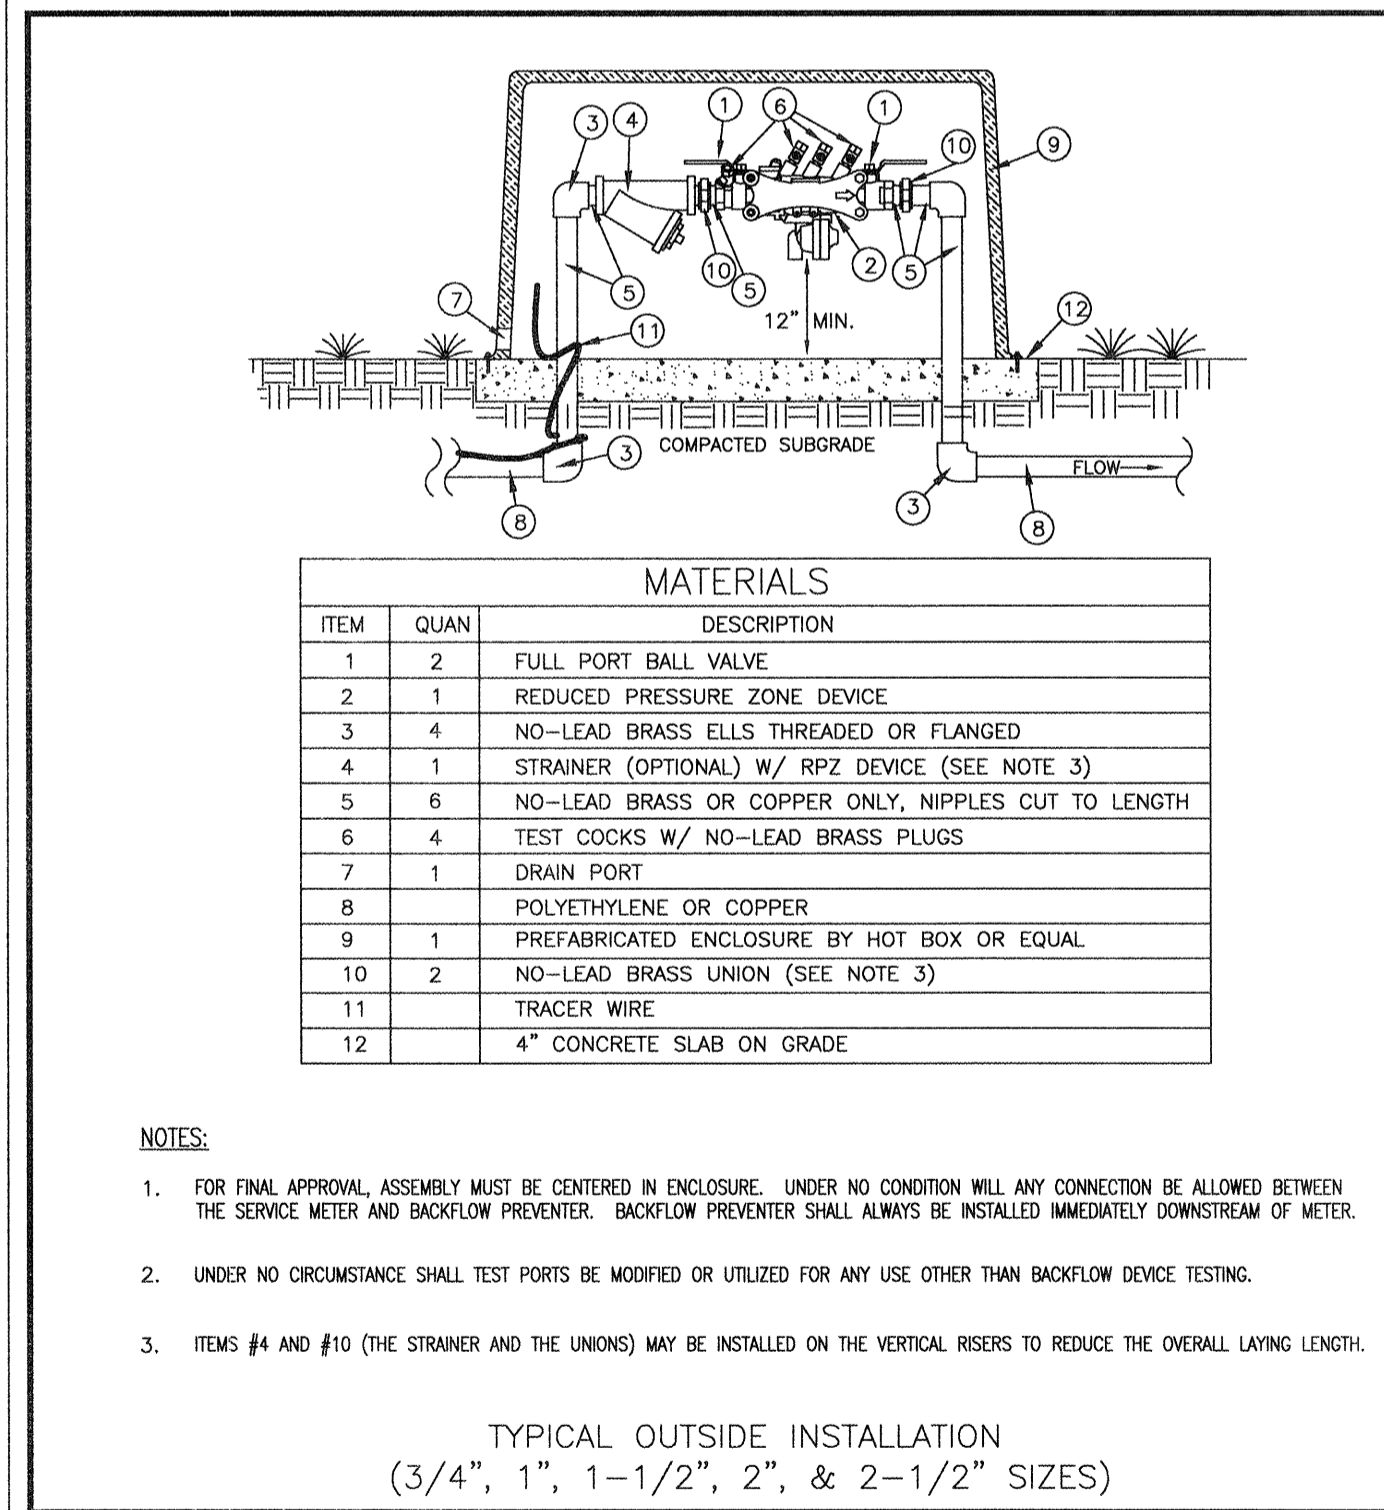 1 6 1
3 4 10 9
10 5 2 5
5
7 11 12" MIN. 12
3 COMPACTED SUBGRADE FLOW
8 3 8
MATERIALS
ITEM QUAN DESCRIPTION
1 2 FULL PORT BALL VALVE
2 1 REDUCED PRESSURE ZONE DEVICE
3 4 NO-LEAD BRASS ELLS THREADED OR FLANGED
4 1 STRAINER (OPTIONAL) W/ RPZ DEVICE (SEE NOTE 3)
5 6 NO-LEAD BRASS OR COPPER ONLY, NIPPLES CUT TO LENGTH
6 4 TEST COCKS W/ NO-LEAD BRASS PLUGS
7 1 DRAIN PORT
8 POLYETHYLENE OR COPPER
9 1 PREFABRICATED ENCLOSURE BY HOT BOX OR EQUAL
10 2 NO-LEAD BRASS UNION (SEE NOTE 3)
11 TRACER WIRE
12 4" CONCRETE SLAB ON GRADE
NOTES:
1. FOR FINAL APPROVAL, ASSEMBLY MUST BE CENTERED IN ENCLOSURE. UNDER NO CONDITION WILL ANY CONNECTION BE ALLOWED BETWEEN
THE SERVICE METER AND BACKFLOW PREVENTER. BACKFLOW PREVENTER SHALL ALWAYS BE INSTALLED IMMEDIATELY DOWNSTREAM OF METER.
2. UNDER NO CIRCUMSTANCE SHALL TEST PORTS BE MODIFIED OR UTILIZED FOR ANY USE OTHER THAN BACKFLOW DEVICE TESTING.
3. ITEMS #4 AND #10 (THE STRAINER AND THE UNIONS) MAY BE INSTALLED ON THE VERTICAL RISERS TO REDUCE THE OVERALL LAYING LENGTH.
TYPICAL OUTSIDE INSTALLATION
(3/4", 1", 1-1/2", 2", & 2-1/2" SIZES)